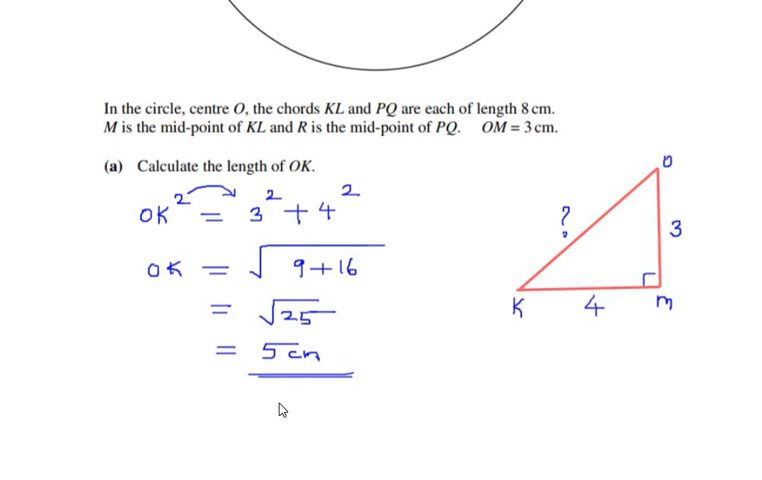 In the circle, centre O, the chords KL and PQ are each of length 8 cm.
M is the mid-point of KL and R is the mid-point of PQ. OM = 3 cm.
(a) Calculate the length of OK.
OK² = 3² + 4²
OK = √9+16
= √25
= 5 cm
O
?
3
K
4
m